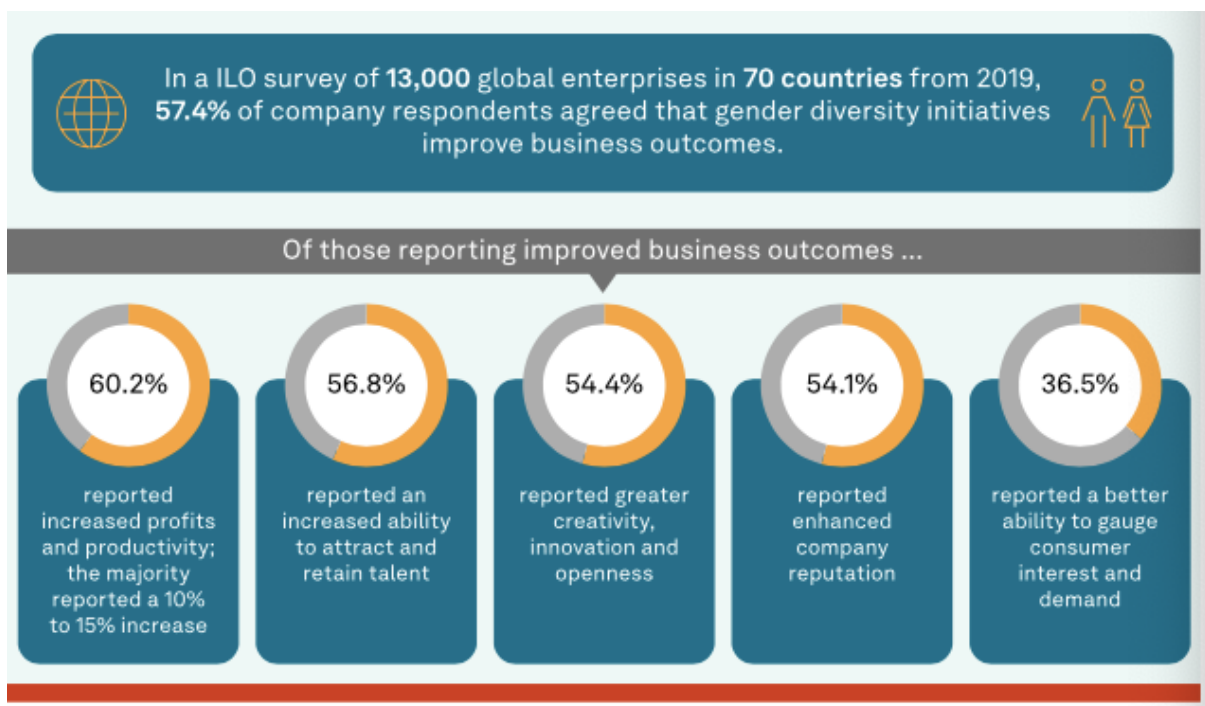 In a ILO survey of 13,000 global enterprises in 70 countries from 2019,
57.4% of company respondents agreed that gender diversity initiatives
improve business outcomes.
Of those reporting improved business outcomes ...
60.2%
reported
increased profits
and productivity;
the majority
reported a 10%
to 15% increase
56.8%
reported an
increased ability
to attract and
retain talent
54.4%
reported greater
creativity,
innovation and
openness
54.1%
reported
enhanced
company
reputation
36.5%
reported a better
ability to gauge
consumer
interest and
demand